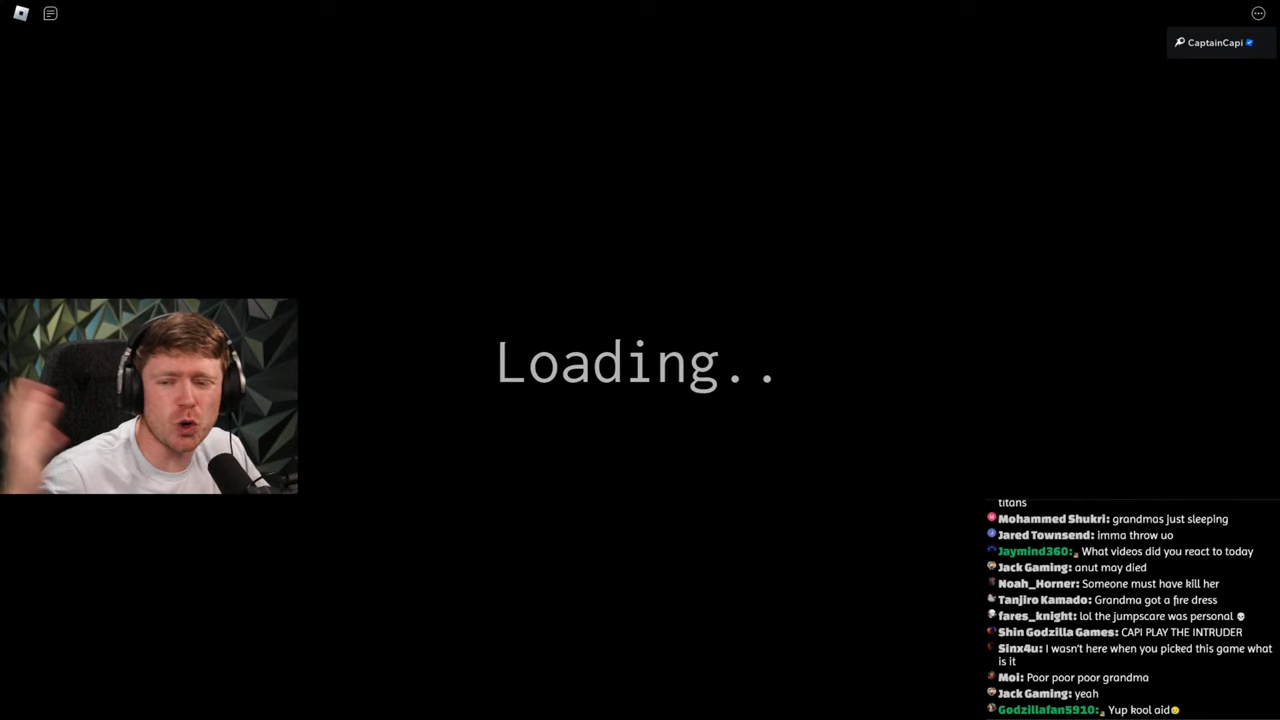 CaptainCapi
Loading..
titans
Mohammed Shukri: grandmas just sleeping
Jared Townsend: imma throw uo
Jaymind360: What videos did you react to today
Jack Gaming: anut may died
Noah_Horner: Someone must have kill her
Tanjiro Kamado: Grandma got a fire dress
fares_knight: lol the jumpscare was personal 💀
Shin Godzilla Games: CAPI PLAY THE INTRUDER
Sinx4u: I wasn't here when you picked this game what
is it
Moi: Poor poor poor grandma
Jack Gaming: yeah
Godzillafan5910: Yup kool aid😔